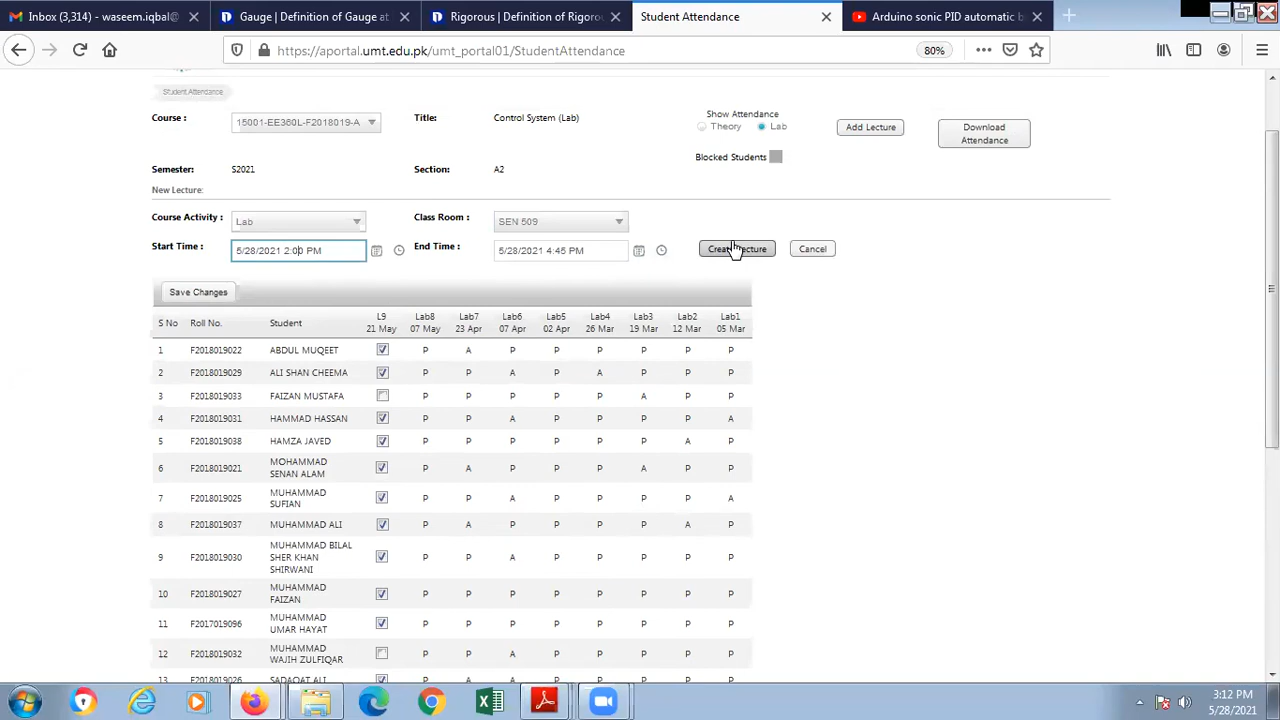 Inbox (3,314) - waseem.iqbal@
Gauge | Definition of Gauge at
Rigorous | Definition of Rigorou
Student Attendance
Arduino sonic PID automatic b
https://aportal.umt.edu.pk/umt_portal01/StudentAttendance
80%
Student Attendance
Course :
15001-EE360L-F2018019-A
Title:
Control System (Lab)
Show Attendance
Theory
Lab
Add Lecture
Download Attendance
Blocked Students
Semester:
S2021
Section:
A2
New Lecture:
Course Activity :
Lab
Class Room :
SEN 509
Start Time :
5/28/2021 2:00 PM
End Time :
5/28/2021 4:45 PM
Create Lecture
Cancel
Save Changes
S No Roll No. Student L9 21 May Lab8 07 May Lab7 23 Apr Lab6 07 Apr Lab5 02 Apr Lab4 26 Mar Lab3 19 Mar Lab2 12 Mar Lab1 05 Mar
1 F2018019022 ABDUL MUQEET P A P P P P P P
2 F2018019029 ALI SHAN CHEEMA P P A P A P P P
3 F2018019033 FAIZAN MUSTAFA P P P P P A P P
4 F2018019031 HAMMAD HASSAN P P A P P P P A
5 F2018019038 HAMZA JAVED P P P P P P A P
6 F2018019021 MOHAMMAD SENAN ALAM P A P P P A P P
7 F2018019025 MUHAMMAD SUFIAN P P A P P P P A
8 F2018019037 MUHAMMAD ALI P A P P P P A P
9 F2018019030 MUHAMMAD BILAL SHER KHAN SHIRWANI P P A P P P P P
10 F2018019027 MUHAMMAD FAIZAN P P P P P P P P
11 F2017019096 MUHAMMAD UMAR HAYAT P P P P P P P P
12 F2018019032 MUHAMMAD WAJIH ZULFIQAR P P A P P P P P
13 F2018019026 SADAQAT ALI P A A P P P P P
3:12 PM
5/28/2021